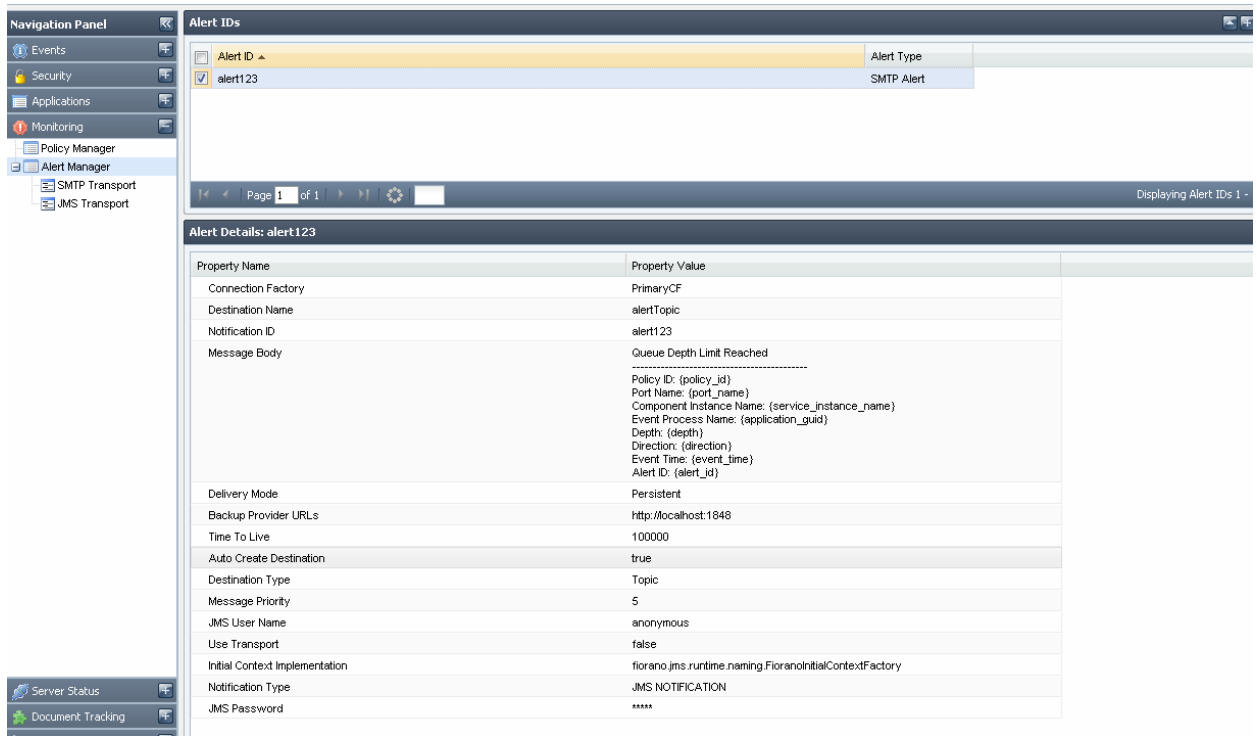 Navigation Panel
Events
Security
Applications
Monitoring
Policy Manager
Alert Manager
SMTP Transport
JMS Transport
Server Status
Document Tracking
Alert IDs
Alert ID Alert Type
alert123 SMTP Alert
Page 1 of 1 Displaying Alert IDs 1 -
Alert Details: alert123
Property Name Property Value
Connection Factory PrimaryCF
Destination Name alertTopic
Notification ID alert123
Message Body Queue Depth Limit Reached
-------------------------------------------
Policy ID: {policy_id}
Port Name: {port_name}
Component Instance Name: {service_instance_name}
Event Process Name: {application_guid}
Depth: {depth}
Direction: {direction}
Event Time: {event_time}
Alert ID: {alert_id}
Delivery Mode Persistent
Backup Provider URLs http://localhost:1848
Time To Live 100000
Auto Create Destination true
Destination Type Topic
Message Priority 5
JMS User Name anonymous
Use Transport false
Initial Context Implementation fiorano.jms.runtime.naming.FioranoInitialContextFactory
Notification Type JMS NOTIFICATION
JMS Password *****